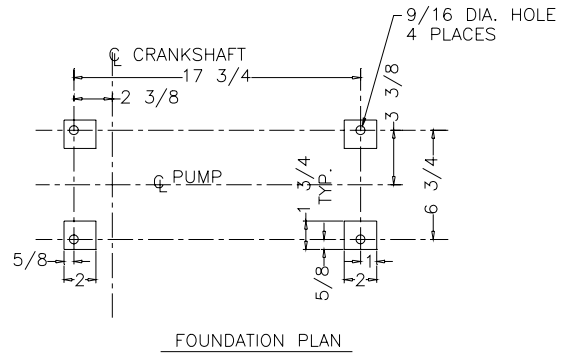 9/16 DIA. HOLE
4 PLACES
℄ CRANKSHAFT
17 3/4
2 3/8
3 3/8
℄ PUMP
1 3/4
TYP.
6 3/4
5/8
2
5/8
1
2
FOUNDATION PLAN